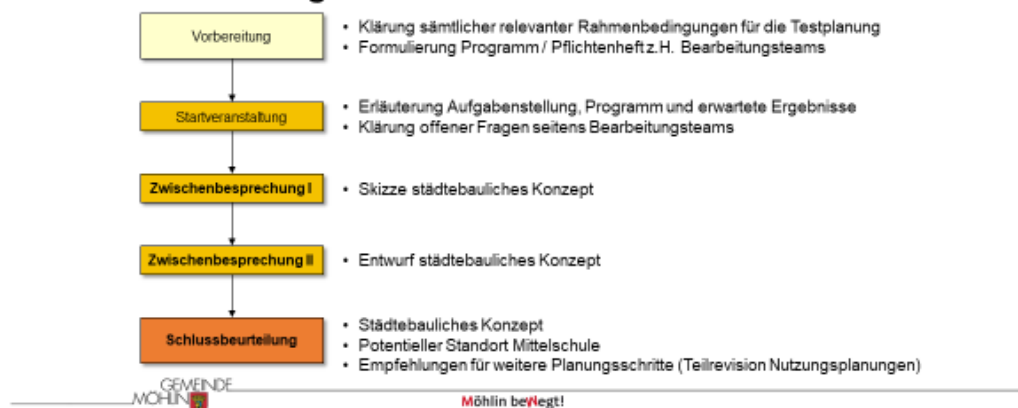 Vorbereitung
• Klärung sämtlicher relevanter Rahmenbedingungen für die Testplanung
• Formulierung Programm / Pflichtenheft z.H. Bearbeitungsteams
Startveranstaltung
• Erläuterung Aufgabenstellung, Programm und erwartete Ergebnisse
• Klärung offener Fragen seitens Bearbeitungsteams
Zwischenbesprechung I
• Skizze städtebauliches Konzept
Zwischenbesprechung II
• Entwurf städtebauliches Konzept
Schlussbeurteilung
• Städtebauliches Konzept
• Potentieller Standort Mittelschule
• Empfehlungen für weitere Planungsschritte (Teilrevision Nutzungsplanungen)
GEMEINDE
MÖHLIN
Möhlin beWegt!